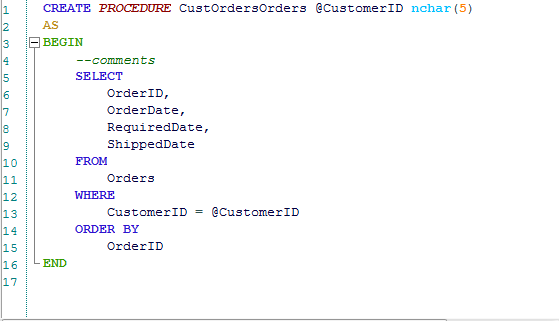 1 CREATE PROCEDURE CustOrdersOrders @CustomerID nchar(5)
2 AS
3 BEGIN
4     --comments
5     SELECT
6         OrderID,
7         OrderDate,
8         RequiredDate,
9         ShippedDate
10     FROM
11         Orders
12     WHERE
13         CustomerID = @CustomerID
14     ORDER BY
15         OrderID
16 END
17